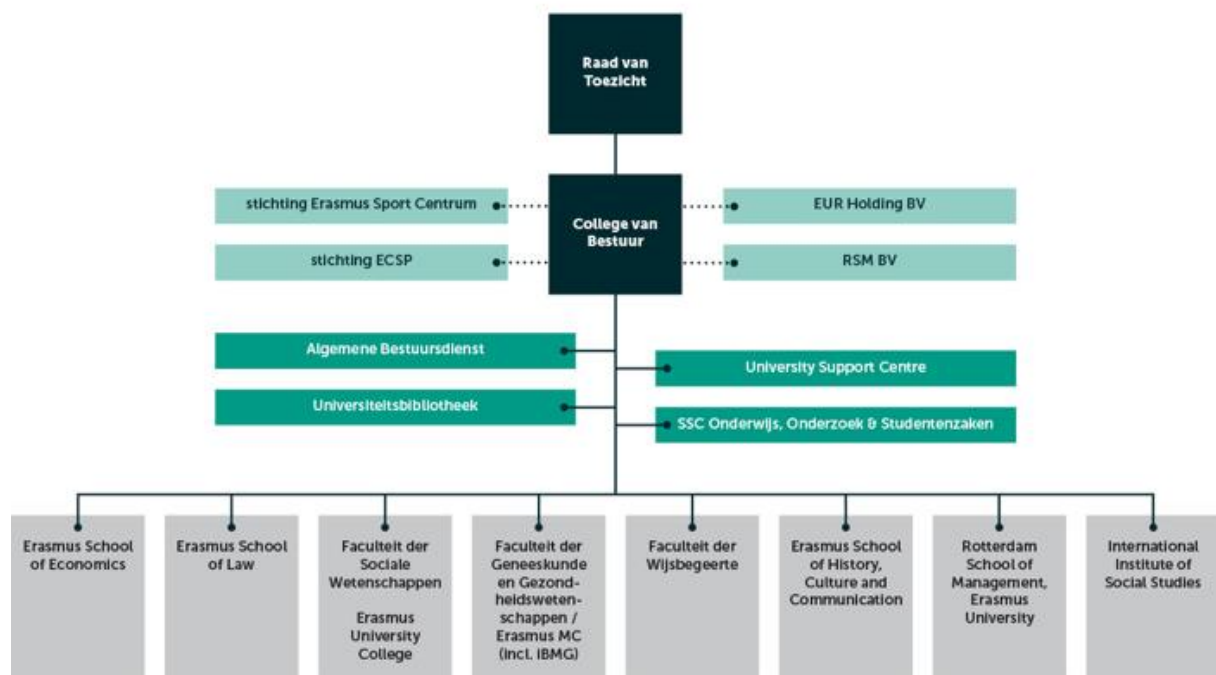 Raad van
Toezicht
stichting Erasmus Sport Centrum
EUR Holding BV
College van
Bestuur
stichting ECSP
RSM BV
Algemene Bestuursdienst
University Support Centre
Universiteitsbibliotheek
SSC Onderwijs, Onderzoek & Studentenzaken
Erasmus School
of Economics
Erasmus School
of Law
Faculteit der
Sociale
Wetenschappen
Erasmus
University
College
Faculteit der
Geneeskunde
en Gezond-
heidsweten-
schappen /
Erasmus MC
(incl. iBMG)
Faculteit der
Wijsbegeerte
Erasmus School
of History,
Culture and
Communication
Rotterdam
School of
Management,
Erasmus
University
International
Institute of
Social Studies